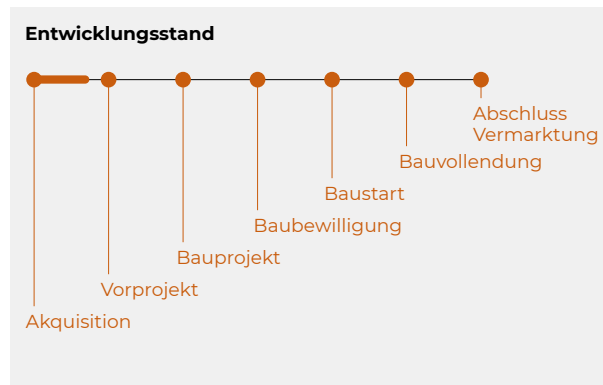 Entwicklungsstand
Abschluss
Vermarktung
Bauvollendung
Baustart
Baubewilligung
Bauprojekt
Vorprojekt
Akquisition